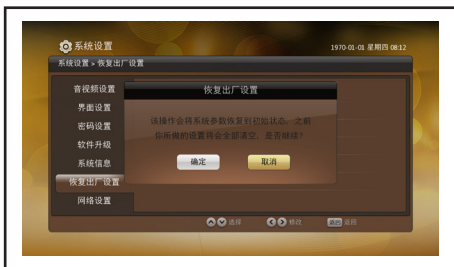 系统设置
1970-01-01 星期四 08:12
系统设置 » 恢复出厂设置
音视频设置
界面设置
密码设置
软件升级
系统信息
恢复出厂设置
网络设置
恢复出厂设置
该操作会将系统参数恢复到初始状态，之前
你所做的设置将会全部清空，是否继续？
确定
取消
选择
修改
退出 返回